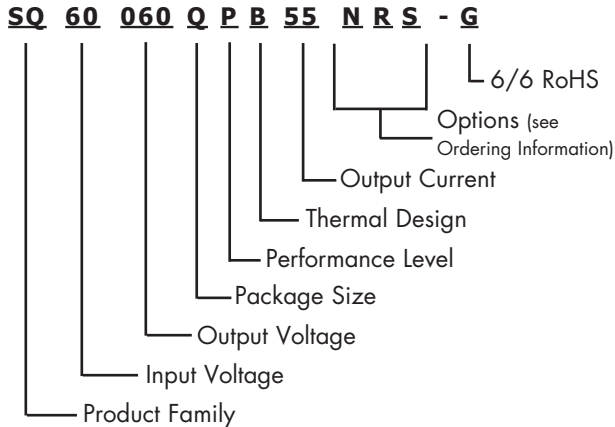 SQ 60 060 Q P B 55 N R S - G
6/6 RoHS
Options (see
Ordering Information)
Output Current
Thermal Design
Performance Level
Package Size
Output Voltage
Input Voltage
Product Family